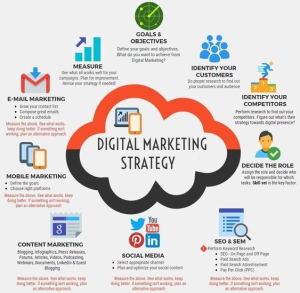 GOALS &
OBJECTIVES
Define your goals and objectives.
What do you want to achieve from
Digital Marketing?
IDENTIFY YOUR
CUSTOMERS
Do proper research to find out
your customers and audience
IDENTIFY YOUR
COMPETITORS
Perform research to find your
competitors. Figure out what's their
strategy towards digital presence?
DECIDE THE ROLE
Decide the role and associate who
will be responsible for which
tasks. Skill set is the key factor.
SEO & SEM
Perform Keyword Research
SEO - On Page and Off Page
Paid Search Ads
Paid Search Advertisement
Pay Per Click (PPC)
Measure the above. See what works, keep
doing better. If something isn't
working, plan an alternative
approach.
SOCIAL MEDIA
Select appropriate channel
Plan and optimize your social content
Measure the above. See what works, keep
doing better. If something isn't working,
plan an alternative approach.
CONTENT MARKETING
Blogging, Infographics, Press Releases,
Forums, Articles, Videos, Podcasting,
Webinars, Documents, LinkedIn & Guest
Blogging
Measure the above. See what works, keep
doing better. If something isn't
working, plan an alternative
approach.
MOBILE MARKETING
Define the goals
Choose right platforms
Measure the above. See what works, keep
doing better. If something isn't working,
plan an alternative approach.
E-MAIL MARKETING
Grow your contact list
Compose great emails
Create a schedule
Measure the above. See what works,
keep doing better. If something isn't
working, plan an alternative approach.
MEASURE
See what all works well for
your campaigns. Plan for improvement.
Hence your strategy if needed!
DIGITAL MARKETING
STRATEGY
You
Tube
in